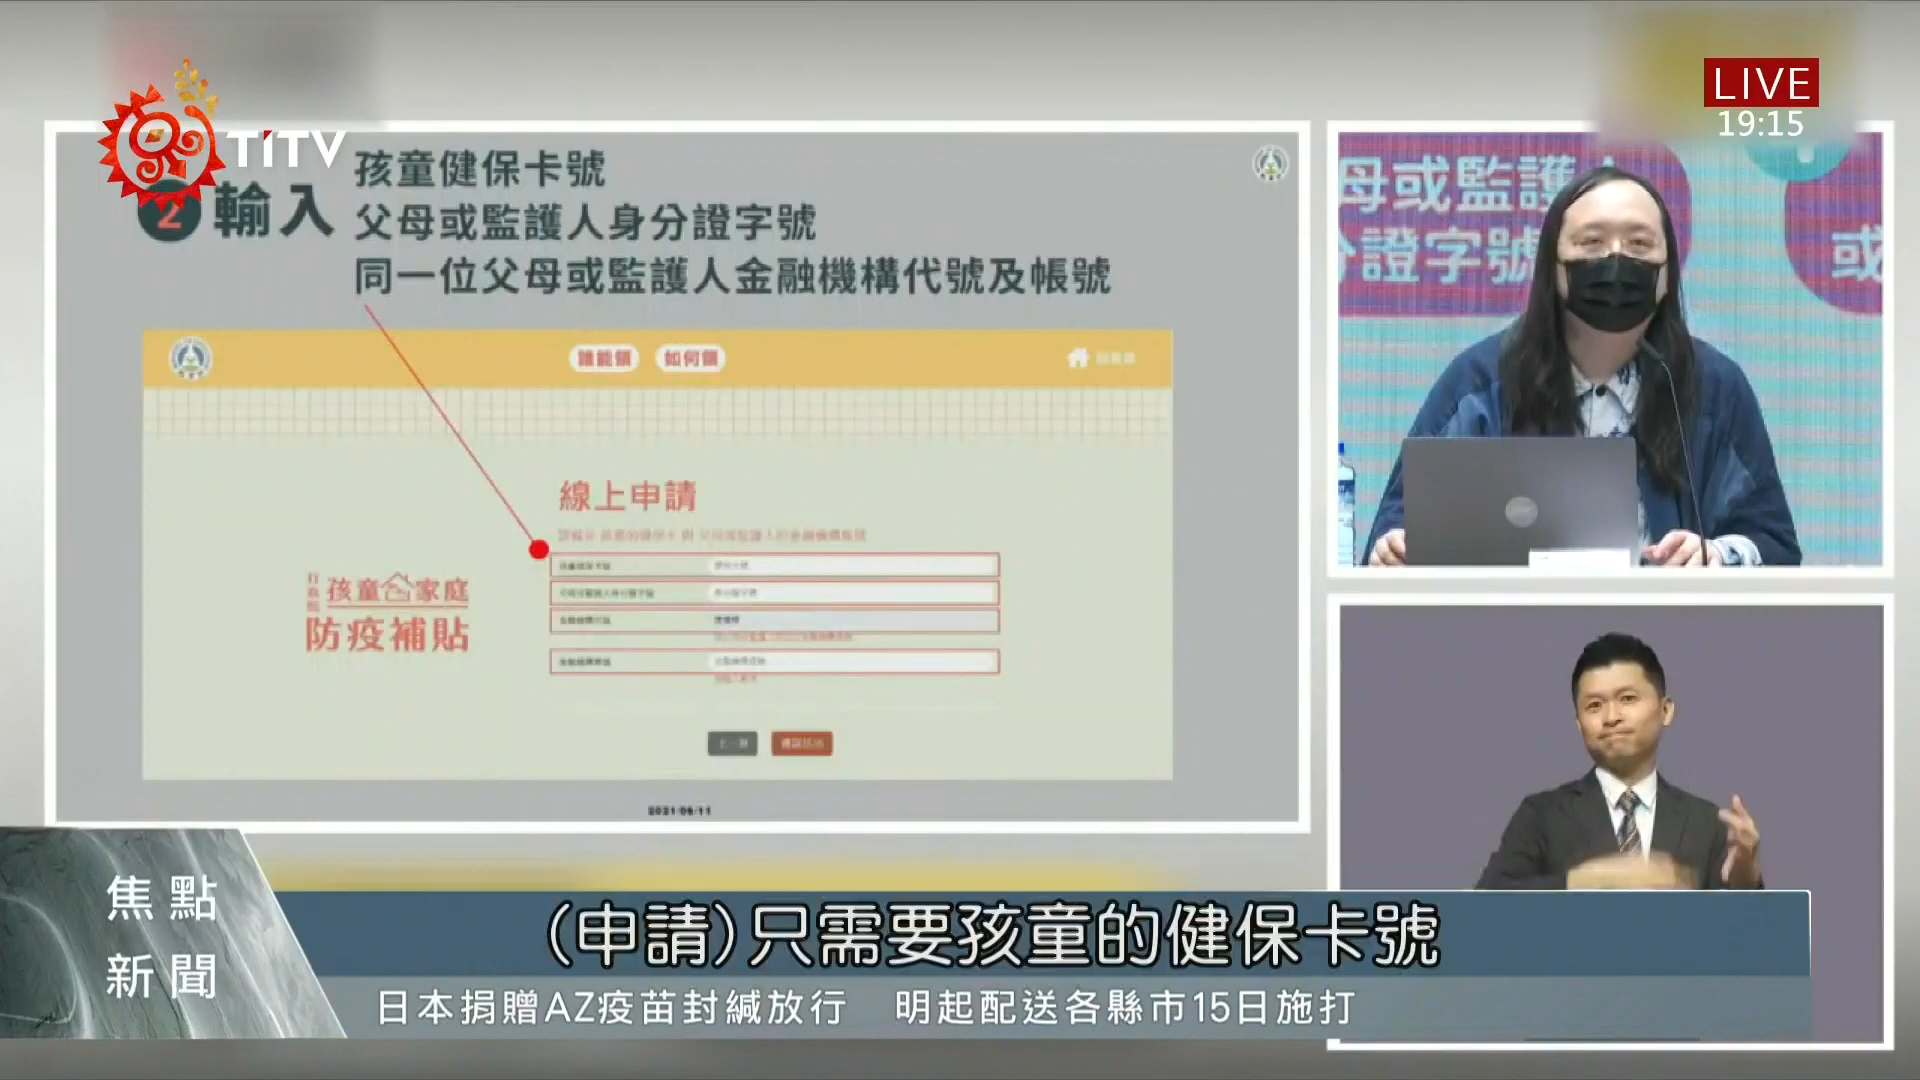 TiTV
LIVE
19:15
2 輸入
孩童健保卡號
父母或監護人身分證字號
同一位父母或監護人金融機構代號及帳號
誰能領
如何領
線上申請
行政院
孩童家庭
防疫補貼
2021/06/11
母或監護人
分證字號
或
焦點
新聞
(申請)只需要孩童的健保卡號
日本捐贈AZ疫苗封緘放行 明起配送各縣市15日施打